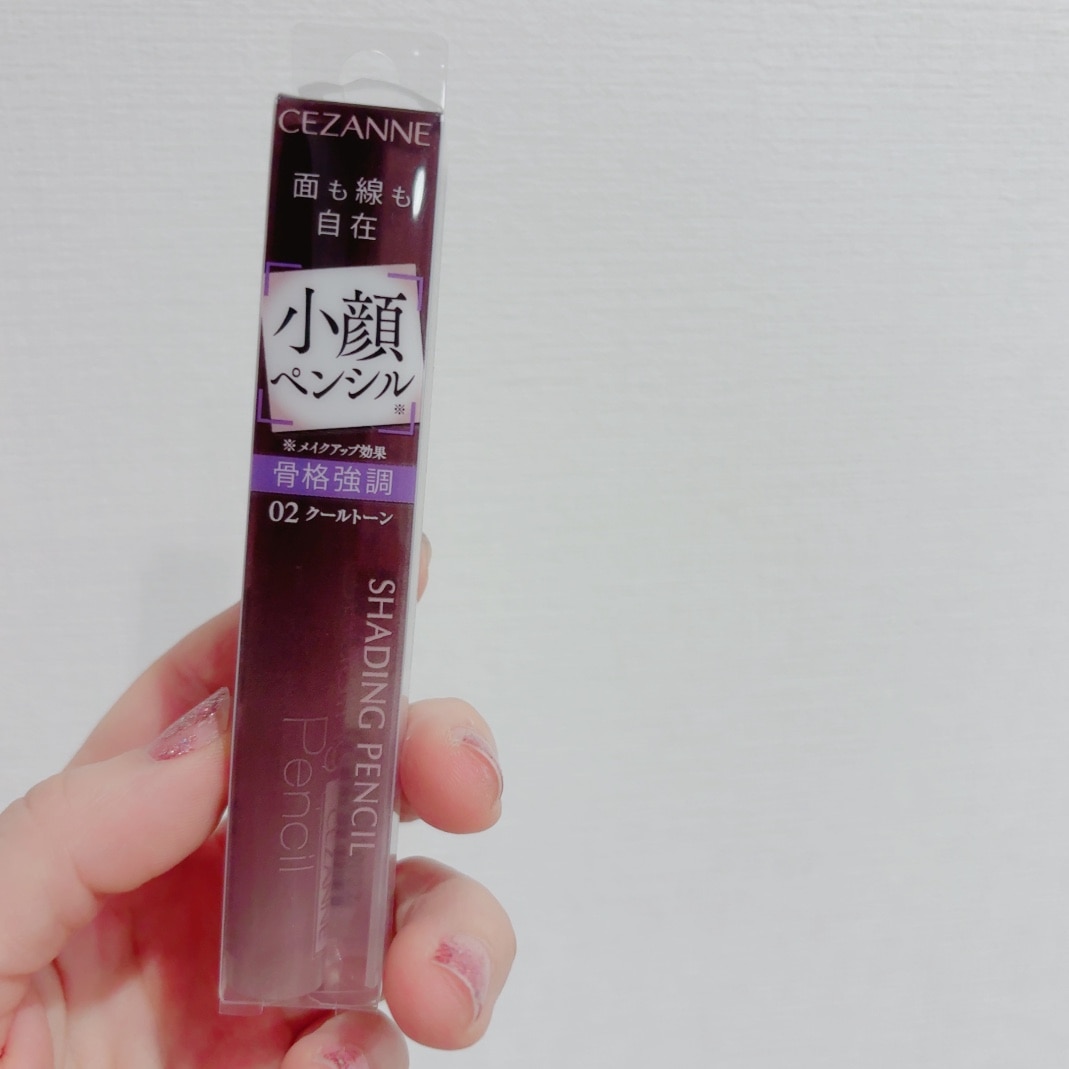 CEZANNE
面も線も
自在
小顔
ペンシル
※
※メイクアップ効果
骨格強調
02 クールトーン
SHADING PENCIL
Pencil